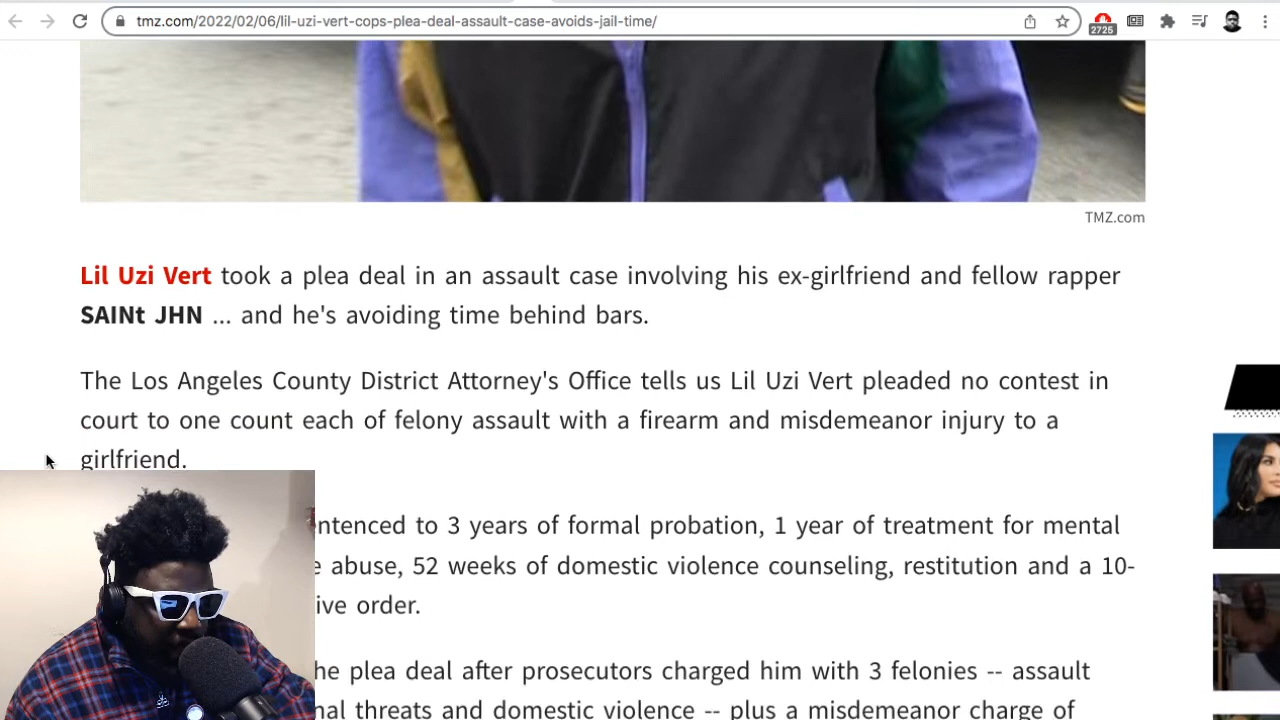 tmz.com/2022/02/06/lil-uzi-vert-cops-plea-deal-assault-case-avoids-jail-time/
2725
TMZ.com
Lil Uzi Vert took a plea deal in an assault case involving his ex-girlfriend and fellow rapper
SAINt JHN ... and he's avoiding time behind bars.
The Los Angeles County District Attorney's Office tells us Lil Uzi Vert pleaded no contest in
court to one count each of felony assault with a firearm and misdemeanor injury to a
girlfriend.
ntenced to 3 years of formal probation, 1 year of treatment for mental
e abuse, 52 weeks of domestic violence counseling, restitution and a 10-
ive order.
he plea deal after prosecutors charged him with 3 felonies -- assault
nal threats and domestic violence -- plus a misdemeanor charge of